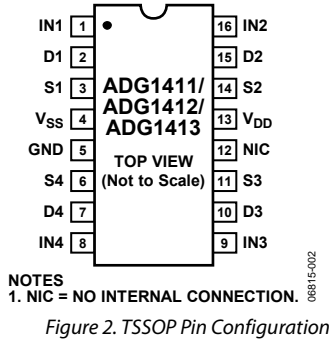 IN1 1 16 IN2
D1 2 15 D2
S1 3 ADG1411/ 14 S2
ADG1412/
VSS 4 ADG1413 13 VDD
GND 5 TOP VIEW 12 NIC
S4 6 (Not to Scale) 11 S3
D4 7 10 D3
IN4 8 9 IN3
06815-002
NOTES
1. NIC = NO INTERNAL CONNECTION.
Figure 2. TSSOP Pin Configuration